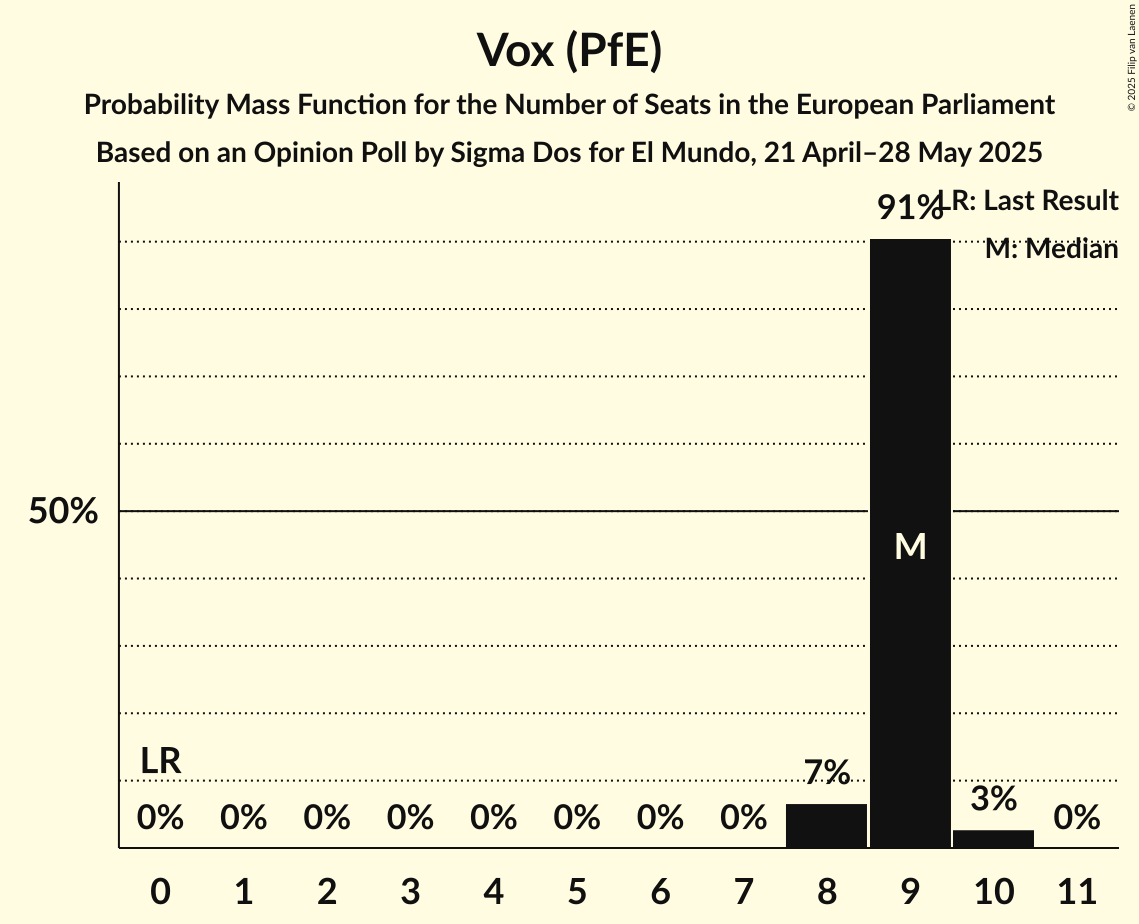 Vox (PfE)
Probability Mass Function for the Number of Seats in the European Parliament
Based on an Opinion Poll by Sigma Dos for El Mundo, 21 April–28 May 2025
© 2025 Filip van Laenen
LR: Last Result
M: Median
91%
50%
M
LR
0% 0% 0% 0% 0% 0% 0% 0% 7% 3% 0%
0 1 2 3 4 5 6 7 8 9 10 11